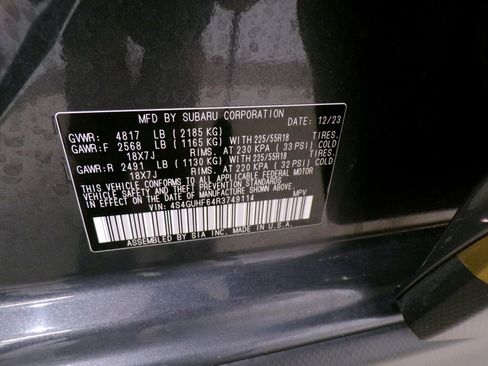 MFD BY SUBARU CORPORATION 12/23
GVWR: 4817 LB (2185 KG)
GAWR:F 2568 LB (1165 KG) WITH 225/55R18 TIRES.
18X7J RIMS. AT 230 KPA (33 PSI) COLD
GAWR:R 2491 LB (1130 KG) WITH 225/55R18 TIRES.
18X7J RIMS. AT 220 KPA (32 PSI) COLD
THIS VEHICLE CONFORMS TO ALL APPLICABLE FEDERAL MOTOR
VEHICLE SAFETY AND THEFT PREVENTION STANDARDS IN
EFFECT ON THE DATE OF MANUFACTURE SHOWN ABOVE.
VIN: 4S4GUHF64R3749114 MPV
ASSEMBLED BY SIA INC. MADE IN U.S.A.